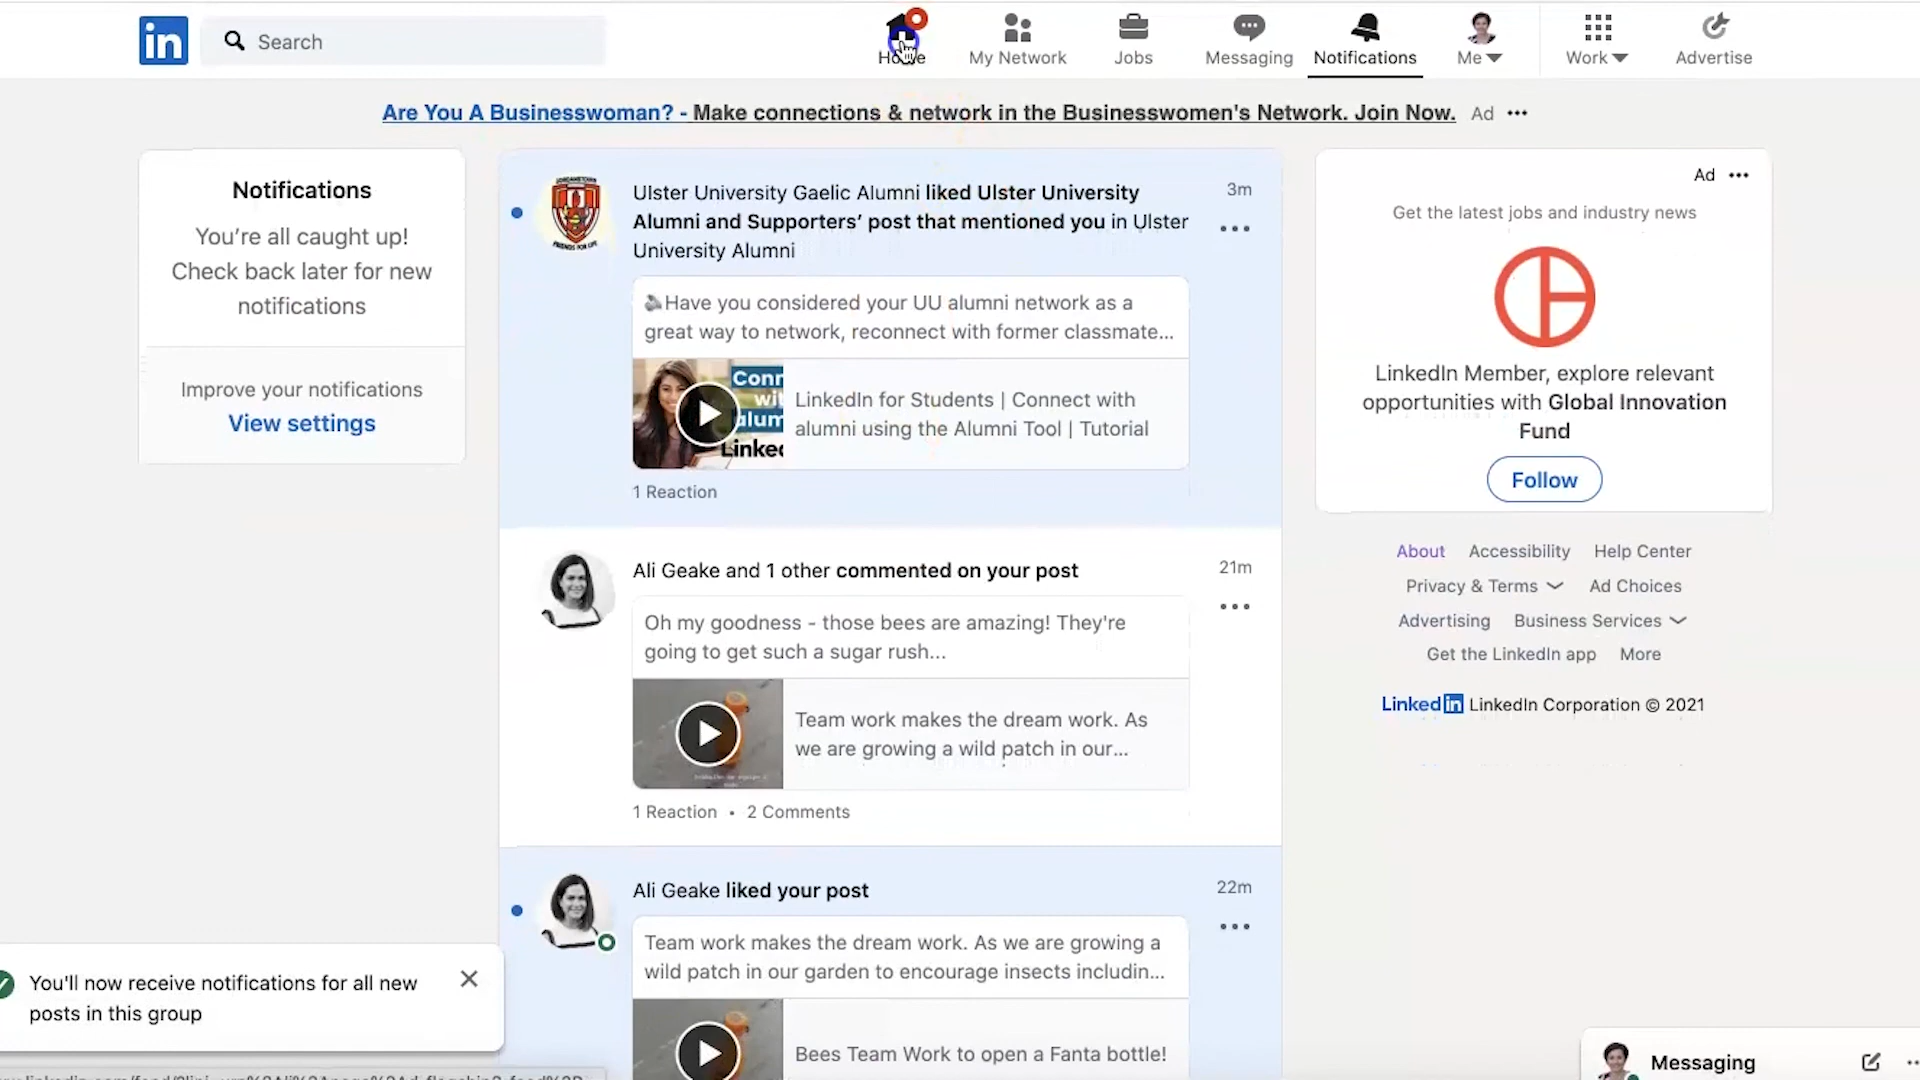 in
Search
Home
My Network
Jobs
Messaging
Notifications
Me
Work
Advertise
Are You A Businesswoman? - Make connections & network in the Businesswomen's Network. Join Now. Ad
Notifications
You’re all caught up!
Check back later for new
notifications
Improve your notifications
View settings
FRIENDS FOR LIFE
Ulster University Gaelic Alumni liked Ulster University
Alumni and Supporters’ post that mentioned you in Ulster
University Alumni
3m
Have you considered your UU alumni network as a
great way to network, reconnect with former classmate...
Conn
wit
alum
Linked
LinkedIn for Students | Connect with
alumni using the Alumni Tool | Tutorial
1 Reaction
Ali Geake and 1 other commented on your post
21m
Oh my goodness - those bees are amazing! They're
going to get such a sugar rush...
Team work makes the dream work. As
we are growing a wild patch in our...
1 Reaction • 2 Comments
Ali Geake liked your post
22m
Team work makes the dream work. As we are growing a
wild patch in our garden to encourage insects includin...
Bees Team Work to open a Fanta bottle!
Ad
Get the latest jobs and industry news
LinkedIn Member, explore relevant
opportunities with Global Innovation
Fund
Follow
About Accessibility Help Center
Privacy & Terms Ad Choices
Advertising Business Services
Get the LinkedIn app More
LinkedIn LinkedIn Corporation © 2021
You'll now receive notifications for all new
posts in this group
Messaging